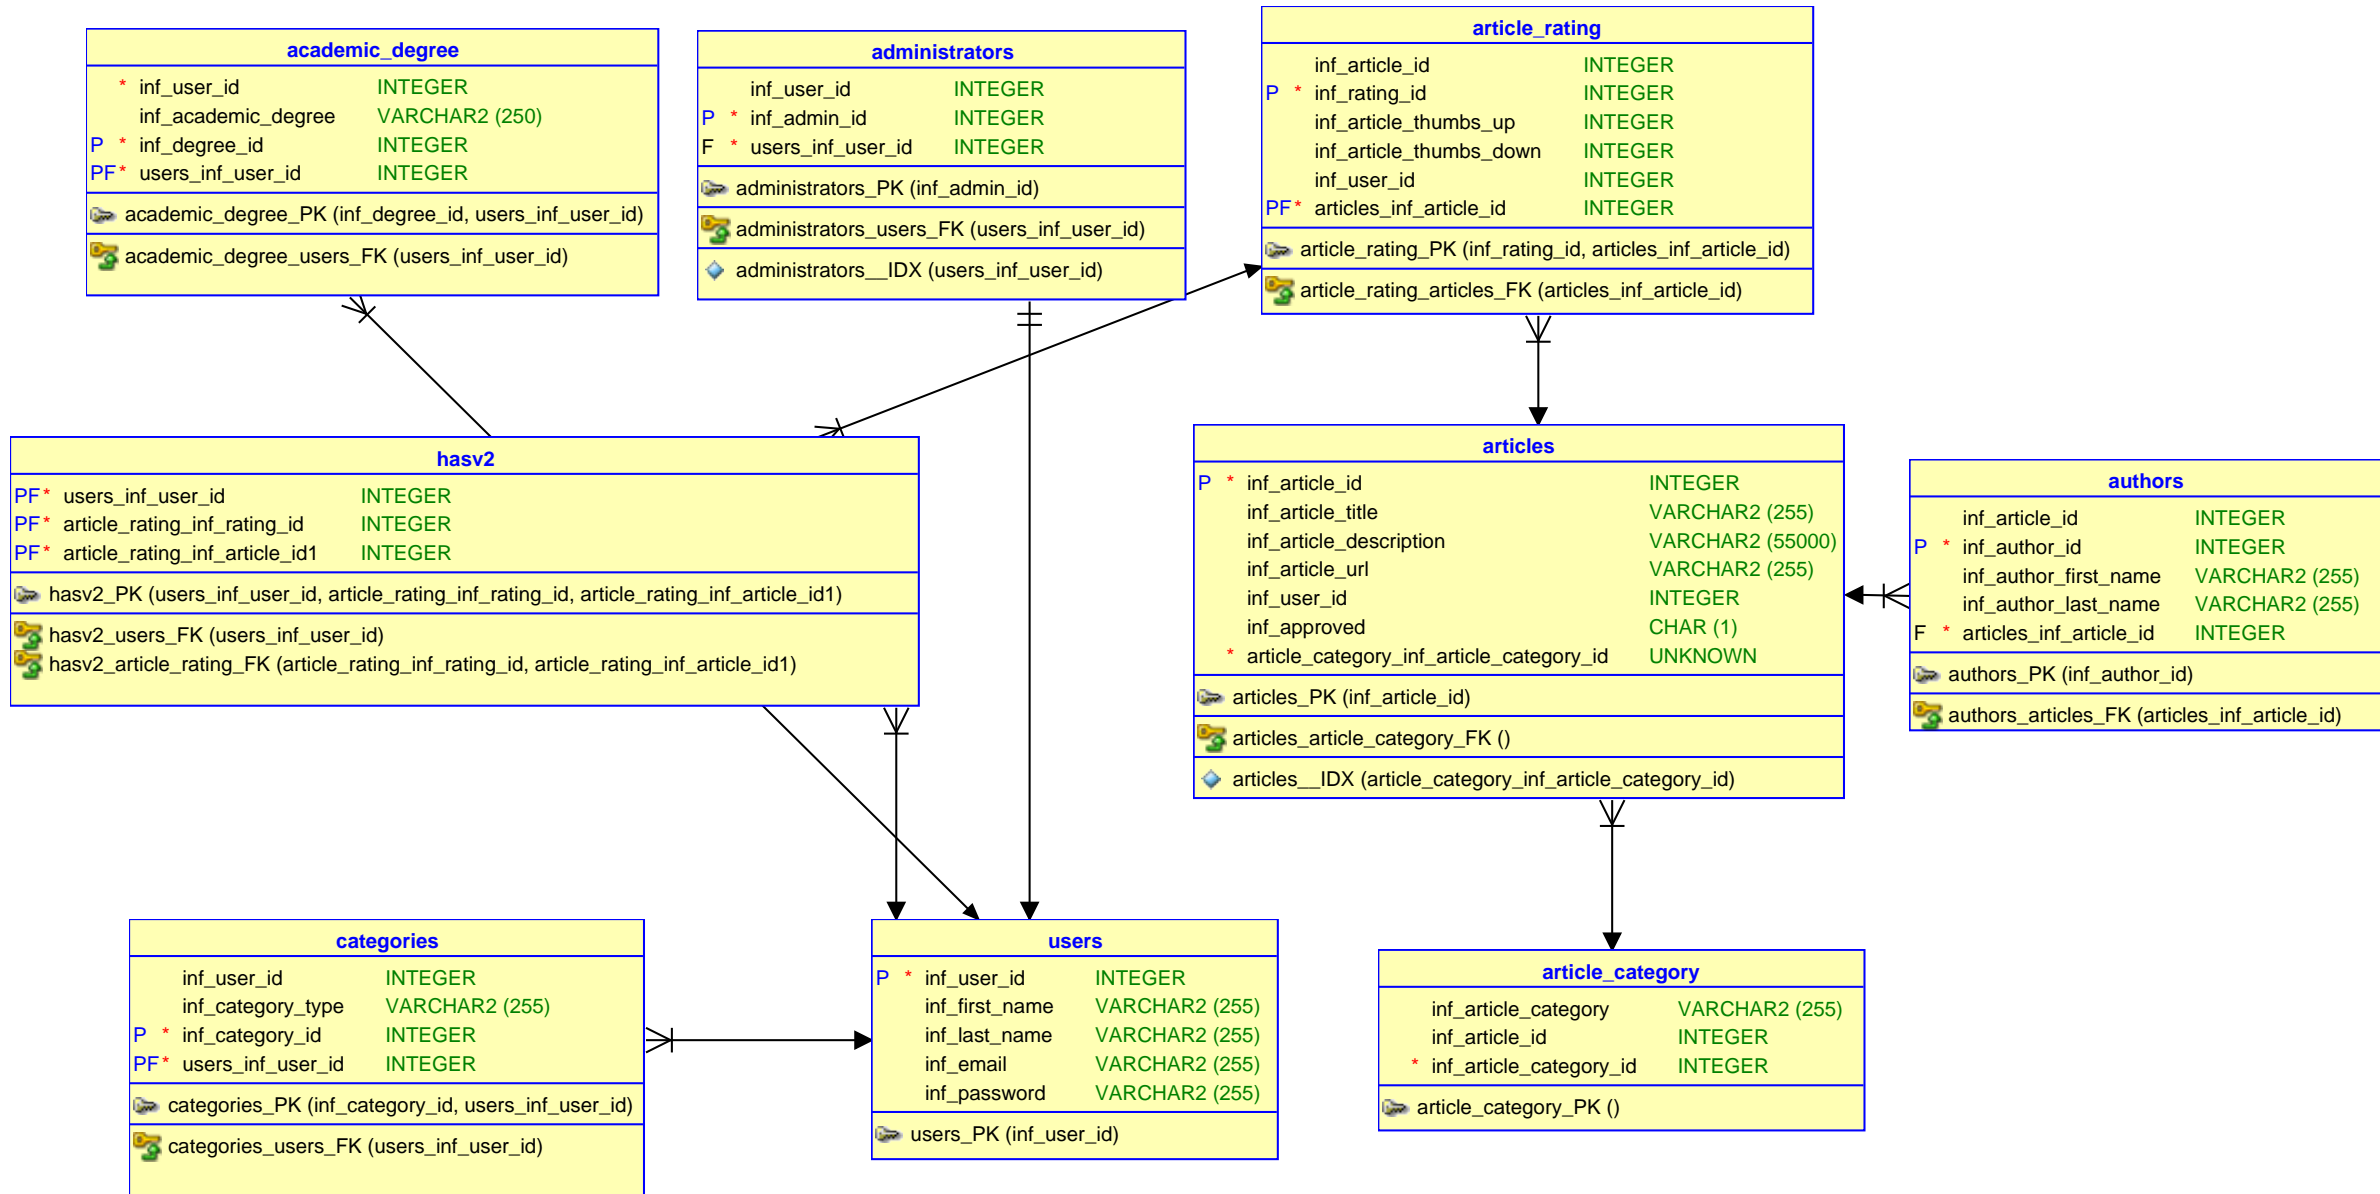 academic_degree
* inf_user_id INTEGER
inf_academic_degree VARCHAR2 (250)
P * inf_degree_id INTEGER
PF* users_inf_user_id INTEGER
academic_degree_PK (inf_degree_id, users_inf_user_id)
academic_degree_users_FK (users_inf_user_id)
administrators
inf_user_id INTEGER
P * inf_admin_id INTEGER
F * users_inf_user_id INTEGER
administrators_PK (inf_admin_id)
administrators_users_FK (users_inf_user_id)
administrators__IDX (users_inf_user_id)
article_rating
inf_article_id INTEGER
P * inf_rating_id INTEGER
inf_article_thumbs_up INTEGER
inf_article_thumbs_down INTEGER
inf_user_id INTEGER
PF* articles_inf_article_id INTEGER
article_rating_PK (inf_rating_id, articles_inf_article_id)
article_rating_articles_FK (articles_inf_article_id)
hasv2
PF* users_inf_user_id INTEGER
PF* article_rating_inf_rating_id INTEGER
PF* article_rating_inf_article_id1 INTEGER
hasv2_PK (users_inf_user_id, article_rating_inf_rating_id, article_rating_inf_article_id1)
hasv2_users_FK (users_inf_user_id)
hasv2_article_rating_FK (article_rating_inf_rating_id, article_rating_inf_article_id1)
articles
P * inf_article_id INTEGER
inf_article_title VARCHAR2 (255)
inf_article_description VARCHAR2 (55000)
inf_article_url VARCHAR2 (255)
inf_user_id INTEGER
inf_approved CHAR (1)
* article_category_inf_article_category_id UNKNOWN
articles_PK (inf_article_id)
articles_article_category_FK ()
articles__IDX (article_category_inf_article_category_id)
authors
inf_article_id INTEGER
P * inf_author_id INTEGER
inf_author_first_name VARCHAR2 (255)
inf_author_last_name VARCHAR2 (255)
F * articles_inf_article_id INTEGER
authors_PK (inf_author_id)
authors_articles_FK (articles_inf_article_id)
categories
inf_user_id INTEGER
inf_category_type VARCHAR2 (255)
P * inf_category_id INTEGER
PF* users_inf_user_id INTEGER
categories_PK (inf_category_id, users_inf_user_id)
categories_users_FK (users_inf_user_id)
users
P * inf_user_id INTEGER
inf_first_name VARCHAR2 (255)
inf_last_name VARCHAR2 (255)
inf_email VARCHAR2 (255)
inf_password VARCHAR2 (255)
users_PK (inf_user_id)
article_category
inf_article_category VARCHAR2 (255)
inf_article_id INTEGER
* inf_article_category_id INTEGER
article_category_PK ()